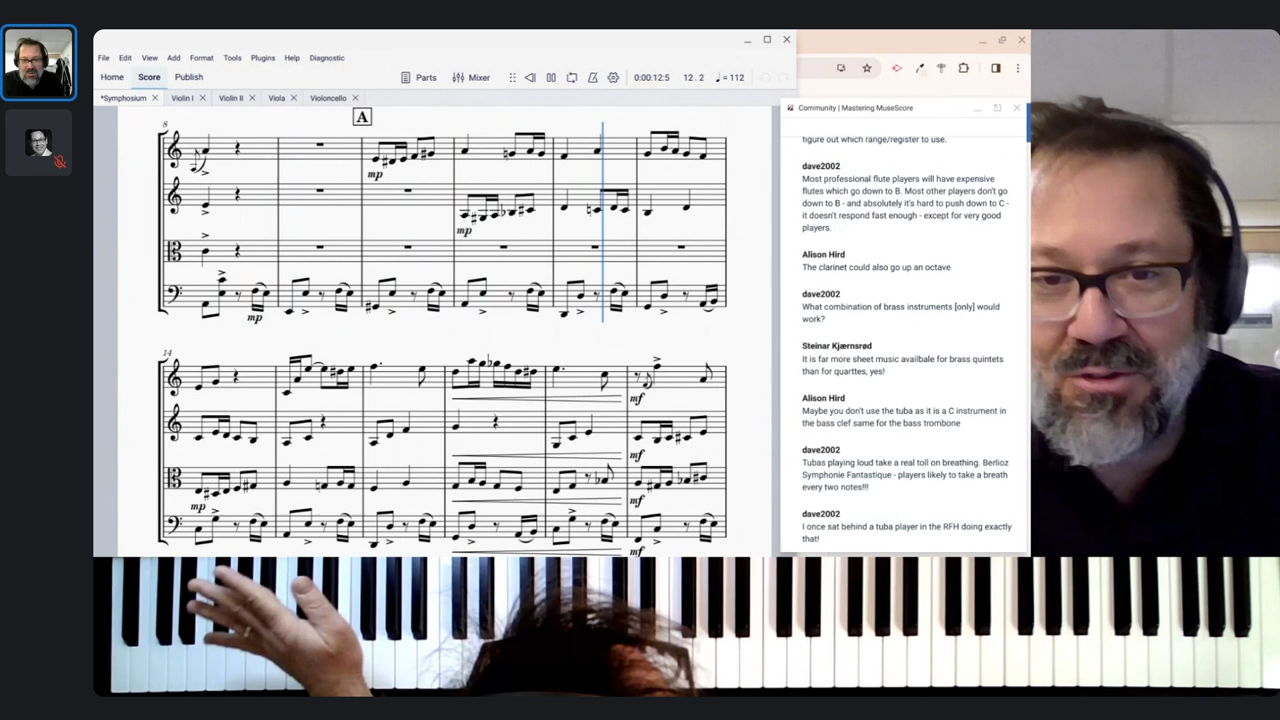 File Edit View Add Format Tools Plugins Help Diagnostic
Home Score Publish
Parts Mixer 0:00:12:5 12 . 2 = 112
*Symphosium Violin I Violin II Viola Violoncello
8
A
mp
mp
mp
14
mf
mf
mp
mf
mf
Community | Mastering MuseScore
figure out which range/register to use.
dave2002
Most professional flute players will have expensive
flutes which go down to B. Most other players don't go
down to B - and absolutely it's hard to push down to C -
it doesn't respond fast enough - except for very good
players.
Alison Hird
The clarinet could also go up an octave
dave2002
What combination of brass instruments [only] would
work?
Steinar Kjærnsrød
It is far more sheet music availbale for brass quintets
than for quarttes, yes!
Alison Hird
Maybe you don't use the tuba as it is a C instrument in
the bass clef same for the bass trombone
dave2002
Tubas playing loud take a real toll on breathing. Berlioz
Symphonie Fantastique - players likely to take a breath
every two notes!!!
dave2002
I once sat behind a tuba player in the RFH doing exactly
that!